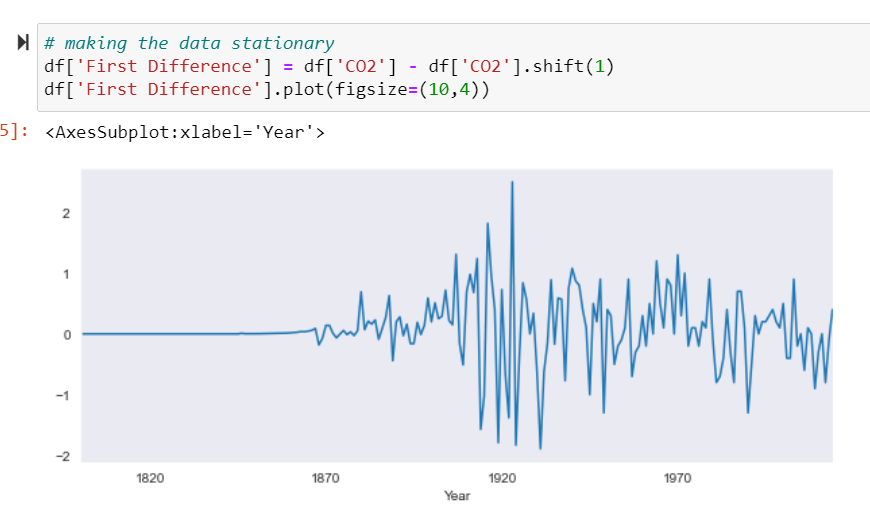 # making the data stationary
df['First Difference'] = df['CO2'] - df['CO2'].shift(1)
df['First Difference'].plot(figsize=(10,4))
5]: <AxesSubplot:xlabel='Year'>
2
1
0
−1
−2
1820 1870 1920 1970
Year